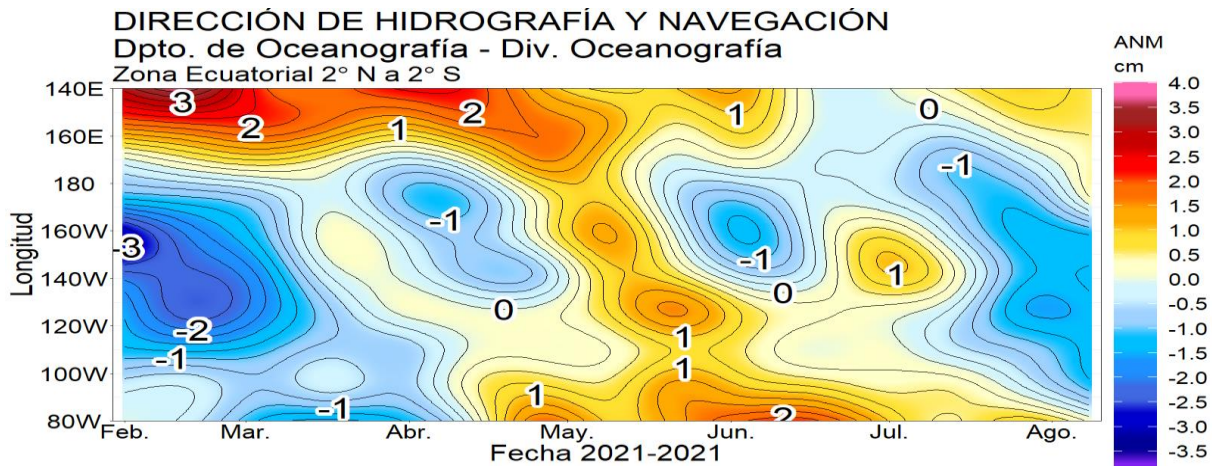 DIRECCIÓN DE HIDROGRAFÍA Y NAVEGACIÓN
Dpto. de Oceanografía - Div. Oceanografía
Zona Ecuatorial 2° N a 2° S
ANM
cm
140E
160E
180
160W
140W
120W
100W
80W
Longitud
3
2
1
2
1
0
-1
-1
-3
-1
1
0
0
-2
1
-1
1
-1
1
2
4.0
3.5
3.0
2.5
2.0
1.5
1.0
0.5
0.0
-0.5
-1.0
-1.5
-2.0
-2.5
-3.0
-3.5
Feb.
Mar.
Abr.
May.
Jun.
Jul.
Ago.
Fecha 2021-2021